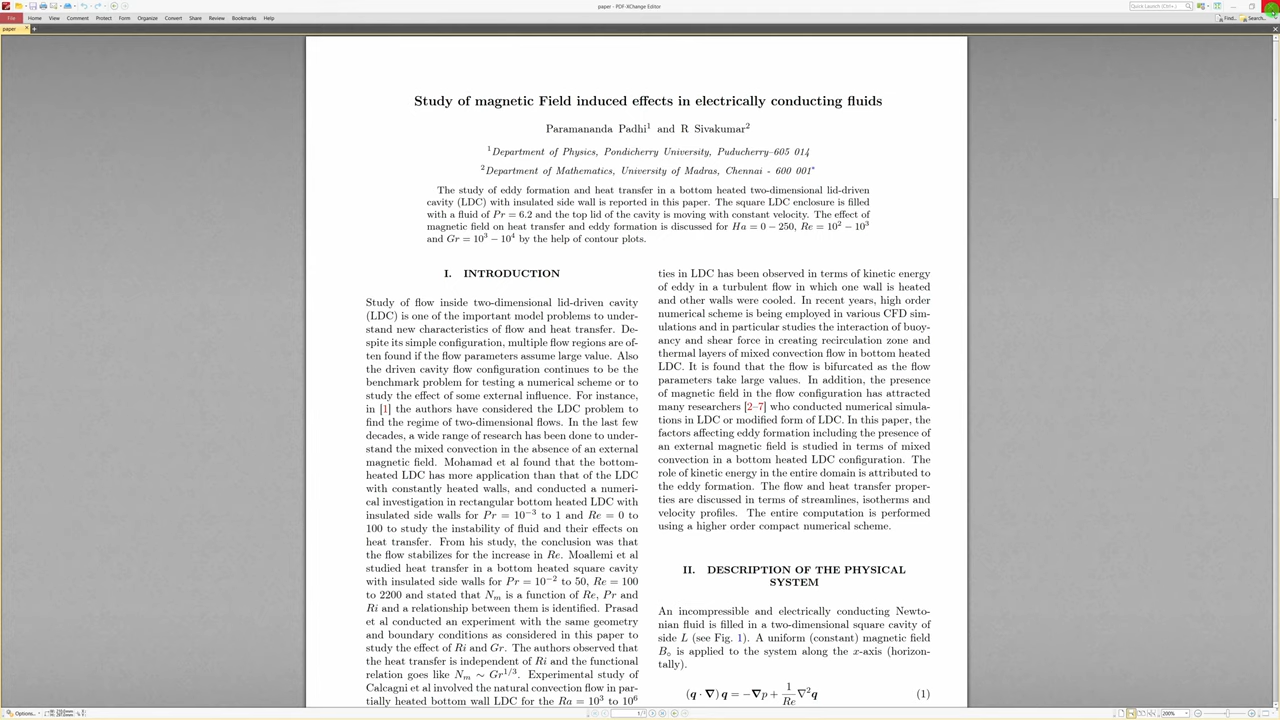 paper - PDF-XChange Editor
Quick Launch (Ctrl+.)
File Home View Comment Protect Form Organize Convert Share Review Bookmarks Help
Find... Search...
paper
Study of magnetic Field induced effects in electrically conducting fluids
Paramananda Padhi1 and R Sivakumar2
1Department of Physics, Pondicherry University, Puducherry–605 014
2Department of Mathematics, University of Madras, Chennai - 600 001*
The study of eddy formation and heat transfer in a bottom heated two-dimensional lid-driven
cavity (LDC) with insulated side wall is reported in this paper. The square LDC enclosure is filled
with a fluid of Pr = 6.2 and the top lid of the cavity is moving with constant velocity. The effect of
magnetic field on heat transfer and eddy formation is discussed for Ha = 0 − 250, Re = 10^2 − 10^3
and Gr = 10^3 − 10^4 by the help of contour plots.
I. INTRODUCTION
Study of flow inside two-dimensional lid-driven cavity
(LDC) is one of the important model problems to under-
stand new characteristics of flow and heat transfer. De-
spite its simple configuration, multiple flow regions are of-
ten found if the flow parameters assume large value. Also
the driven cavity flow configuration continues to be the
benchmark problem for testing a numerical scheme or to
study the effect of some external influence. For instance,
in [1] the authors have considered the LDC problem to
find the regime of two-dimensional flows. In the last few
decades, a wide range of research has been done to under-
stand the mixed convection in the absence of an external
magnetic field. Mohamad et al found that the bottom-
heated LDC has more application than that of the LDC
with constantly heated walls, and conducted a numeri-
cal investigation in rectangular bottom heated LDC with
insulated side walls for Pr = 10^−3 to 1 and Re = 0 to
100 to study the instability of fluid and their effects on
heat transfer. From his study, the conclusion was that
the flow stabilizes for the increase in Re. Moallemi et al
studied heat transfer in a bottom heated square cavity
with insulated side walls for Pr = 10^−2 to 50, Re = 100
to 2200 and stated that N_m is a function of Re, Pr and
Ri and a relationship between them is identified. Prasad
et al conducted an experiment with the same geometry
and boundary conditions as considered in this paper to
study the effect of Ri and Gr. The authors observed that
the heat transfer is independent of Ri and the functional
relation goes like N_m ∼ Gr^1/3. Experimental study of
Calcagni et al involved the natural convection flow in par-
tially heated bottom wall LDC for the Ra = 10^3 to 10^6
ties in LDC has been observed in terms of kinetic energy
of eddy in a turbulent flow in which one wall is heated
and other walls were cooled. In recent years, high order
numerical scheme is being employed in various CFD sim-
ulations and in particular studies the interaction of buoy-
ancy and shear force in creating recirculation zone and
thermal layers of mixed convection flow in bottom heated
LDC. It is found that the flow is bifurcated as the flow
parameters take large values. In addition, the presence
of magnetic field in the flow configuration has attracted
many researchers [2–7] who conducted numerical simula-
tions in LDC or modified form of LDC. In this paper, the
factors affecting eddy formation including the presence of
an external magnetic field is studied in terms of mixed
convection in a bottom heated LDC configuration. The
role of kinetic energy in the entire domain is attributed to
the eddy formation. The flow and heat transfer proper-
ties are discussed in terms of streamlines, isotherms and
velocity profiles. The entire computation is performed
using a higher order compact numerical scheme.
II. DESCRIPTION OF THE PHYSICAL
SYSTEM
An incompressible and electrically conducting Newto-
nian fluid is filled in a two-dimensional square cavity of
side L (see Fig. 1). A uniform (constant) magnetic field
B∘ is applied to the system along the x-axis (horizon-
tally).
(q · ∇) q = −∇p + 1/Re ∇²q (1)
Options...
200%